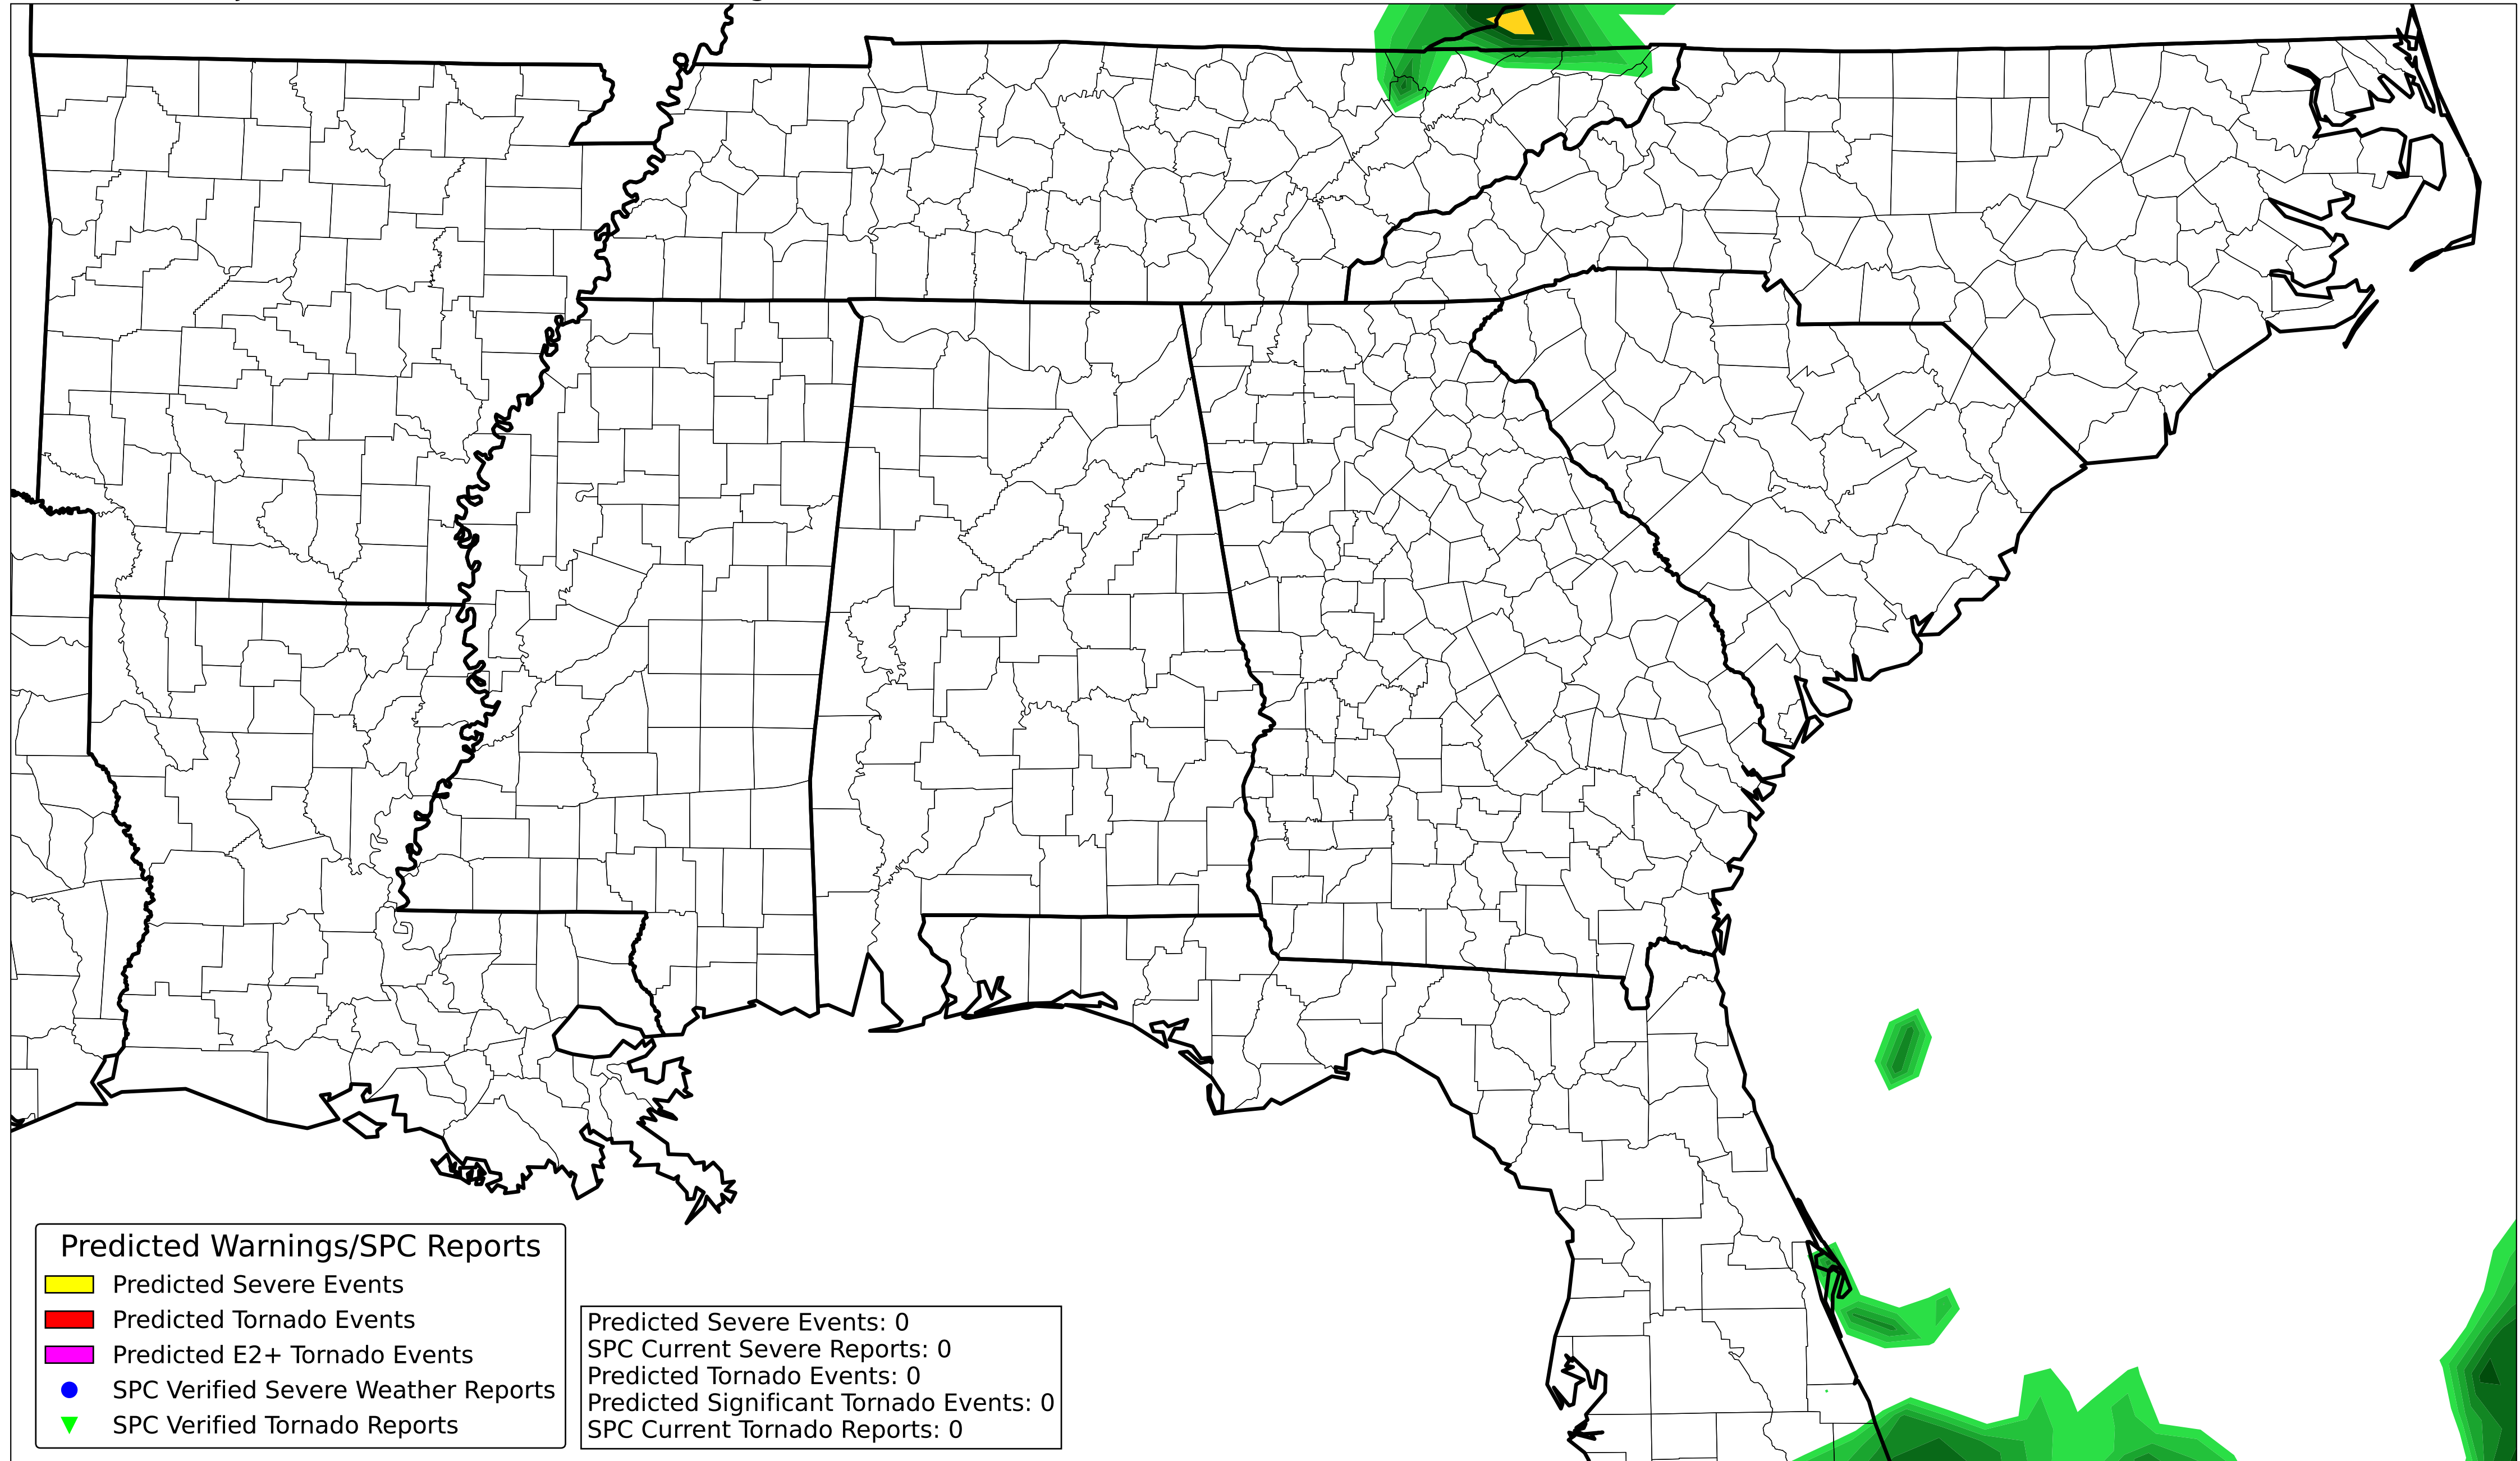 Predicted Warnings/SPC Reports
Predicted Severe Events
Predicted Tornado Events
Predicted E2+ Tornado Events
SPC Verified Severe Weather Reports
SPC Verified Tornado Reports
Predicted Severe Events: 0
SPC Current Severe Reports: 0
Predicted Tornado Events: 0
Predicted Significant Tornado Events: 0
SPC Current Tornado Reports: 0